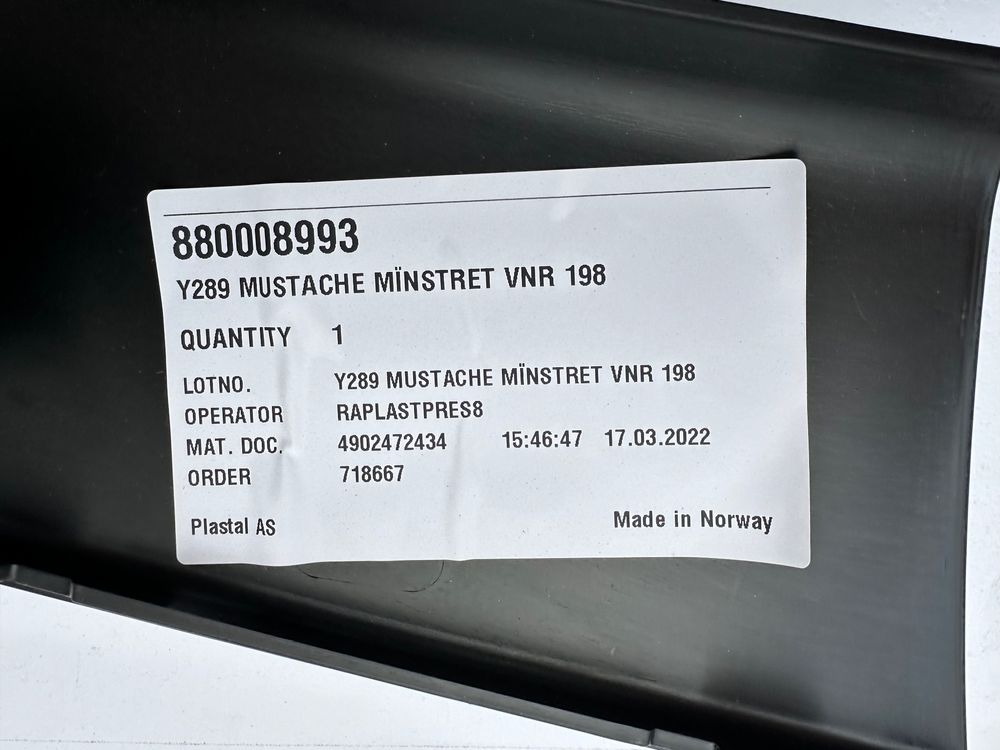 880008993
Y289 MUSTACHE MÏNSTRET VNR 198
QUANTITY 1
LOTNO. Y289 MUSTACHE MÏNSTRET VNR 198
OPERATOR RAPLASTPRES8
MAT. DOC. 4902472434 15:46:47 17.03.2022
ORDER 718667
Plastal AS Made in Norway